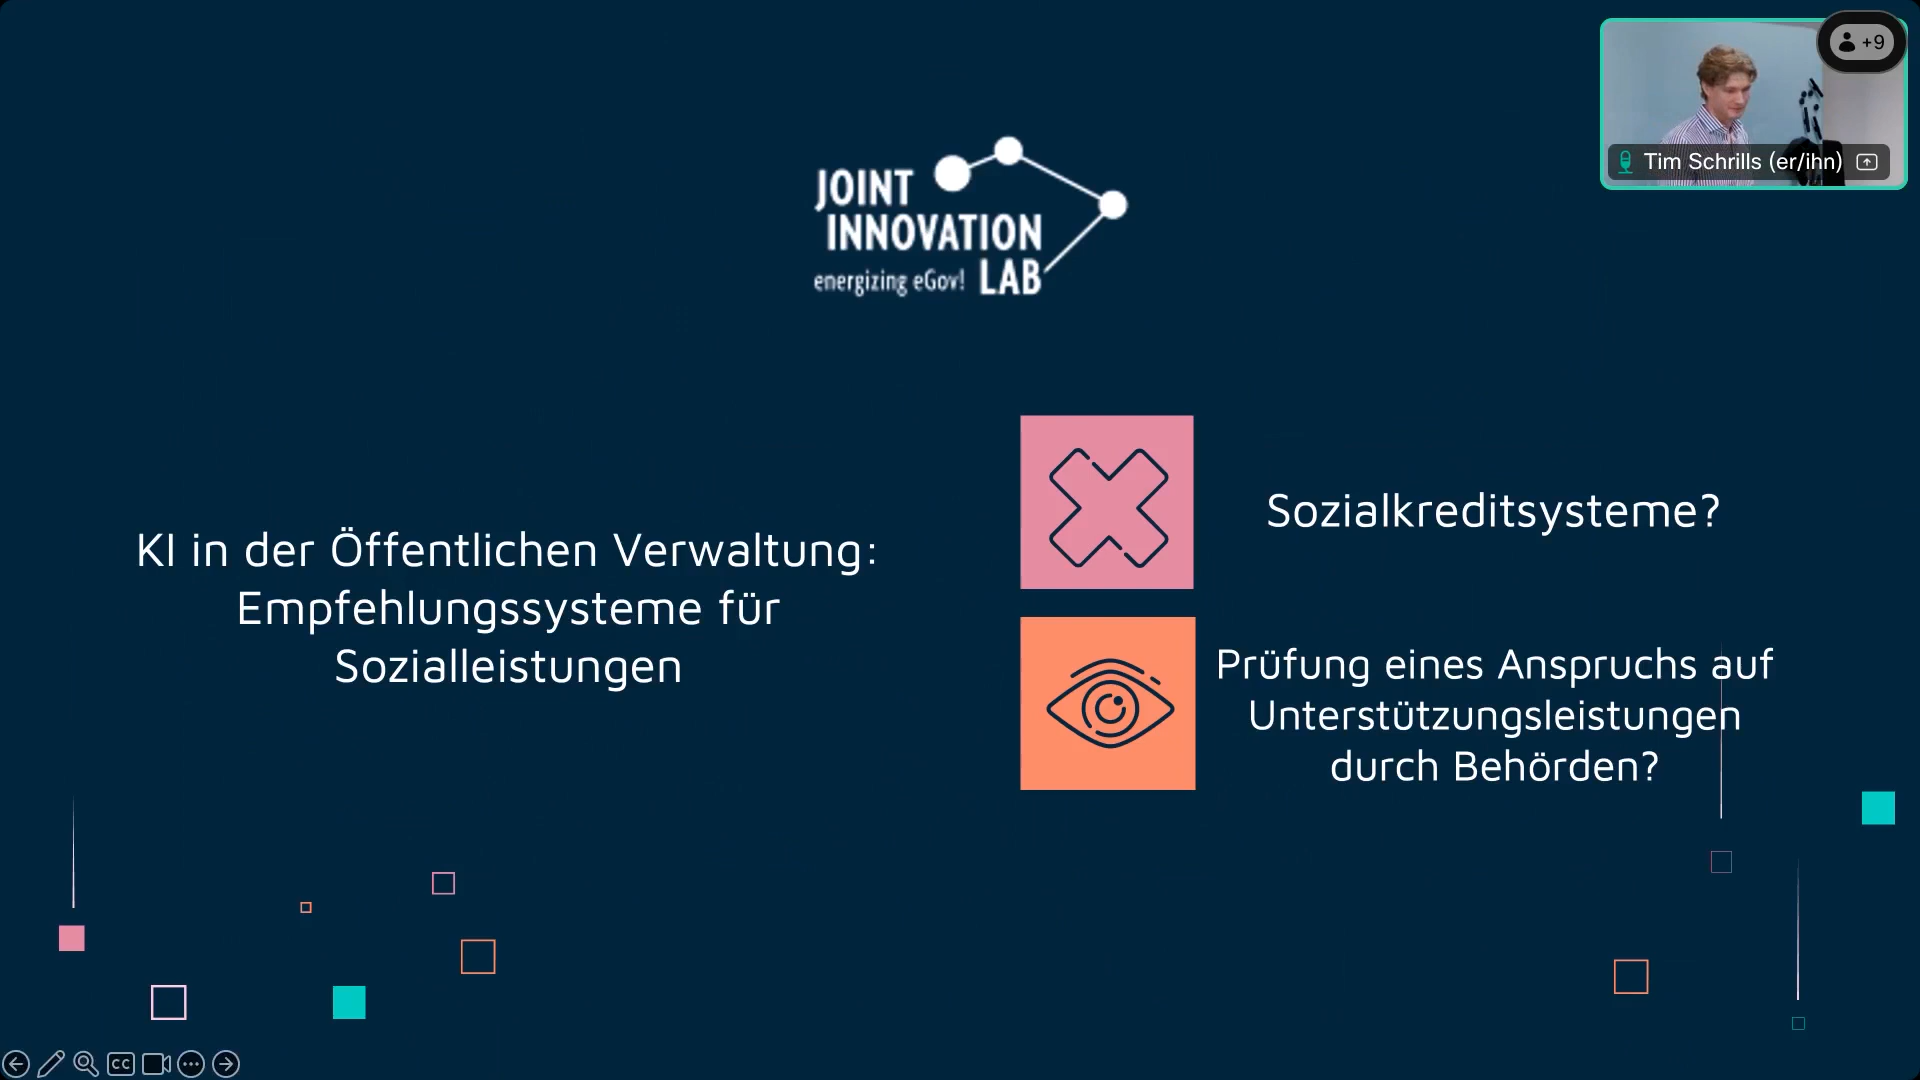 +9
Tim Schrills (er/ihn)
JOINT
INNOVATION
energizing eGov! LAB
KI in der Öffentlichen Verwaltung:
Empfehlungssysteme für
Sozialleistungen
Sozialkreditsysteme?
Prüfung eines Anspruchs auf
Unterstützungsleistungen
durch Behörden?
CC